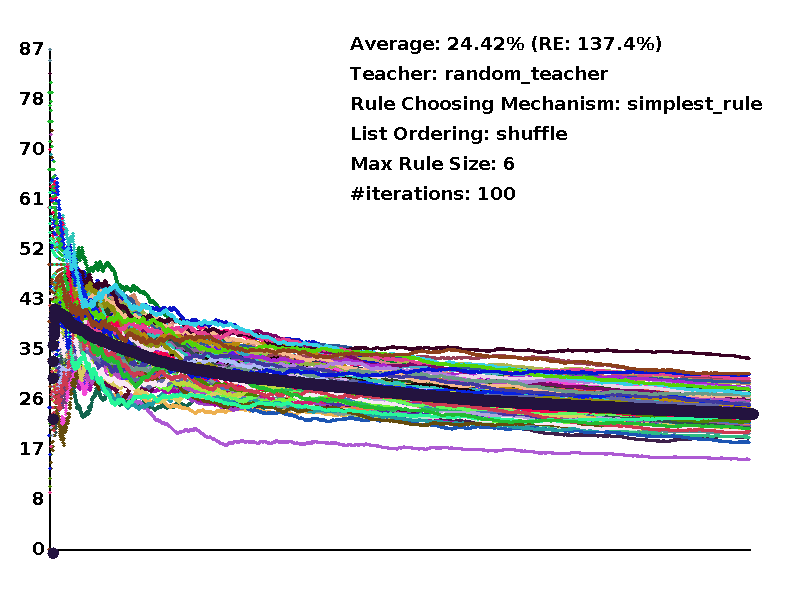 Average: 24.42% (RE: 137.4%)
Teacher: random_teacher
Rule Choosing Mechanism: simplest_rule
List Ordering: shuffle
Max Rule Size: 6
#iterations: 100
87
78
70
61
52
43
35
26
17
8
0